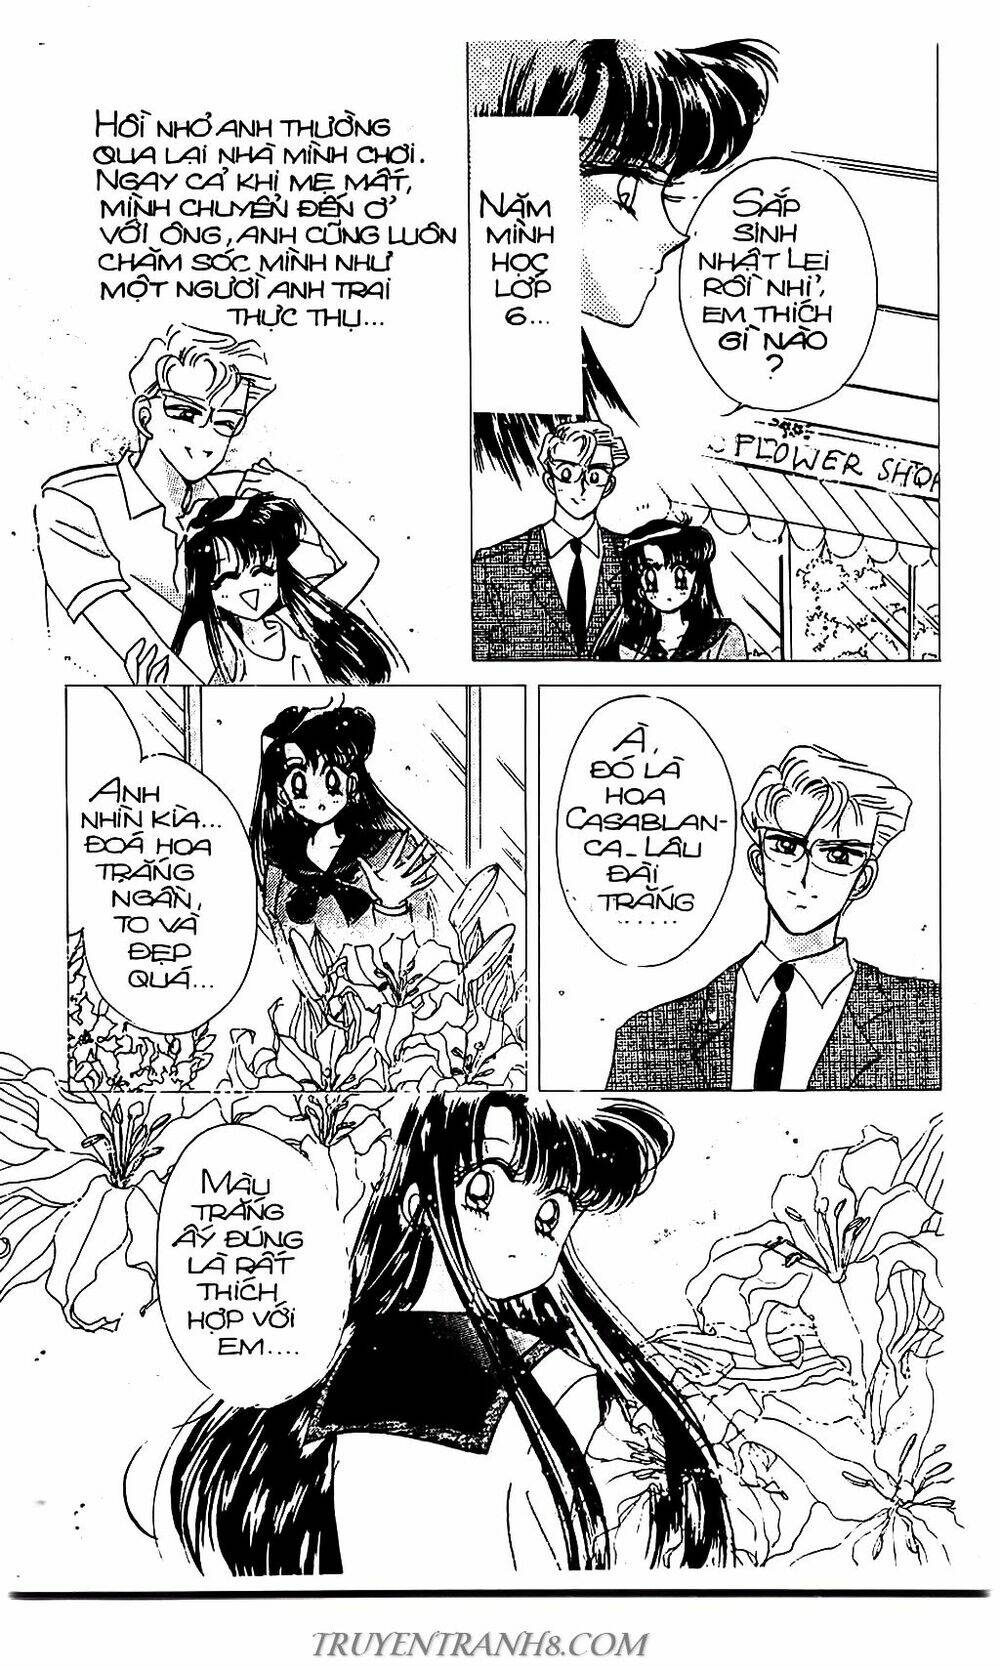 HỒI NHỎ ANH THƯỜNG
QUA LẠI NHÀ MÌNH CHƠI.
NGAY CẢ KHI MẸ MẤT,
MÌNH CHUYỂN ĐẾN Ở
VỚI ÔNG, ANH CŨNG LUÔN
CHĂM SÓC MÌNH NHƯ
MỘT NGƯỜI ANH TRAI
THỰC THỤ...
NĂM
MÌNH
HỌC
LỚP
6...
SẮP
SINH
NHẬT LEI
RỒI NHỈ,
EM THÍCH
GÌ NÀO
?
FLOWER SHOP
ANH
NHÌN KÌA...
ĐOÁ HOA
TRẮNG
NGẦN,
TO VÀ
ĐẸP
QUÁ...
À,
ĐÓ LÀ
HOA
CASABLAN-
CA_ LÂU
ĐÀI
TRẮNG
......
MÀU
TRẮNG
ẤY ĐÚNG
LÀ RẤT
THÍCH
HỢP VỚI
EM....
TRUYENTRANH8.COM